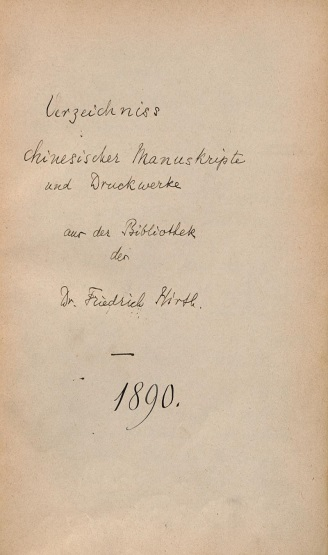 Verzeichniss
chinesischer Manuskripte
und Druckwerke
aus der Bibliothek
des
Dr. Friedrich Hirth.
1890.